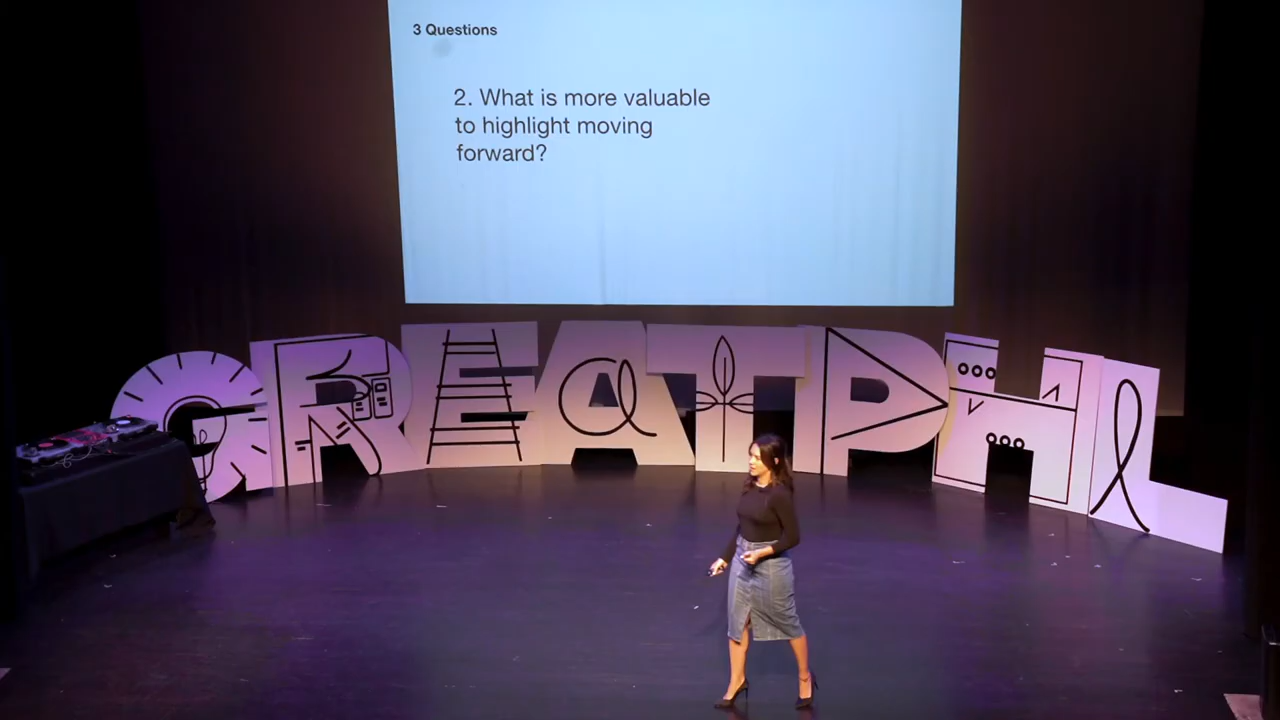 3 Questions
2. What is more valuable
to highlight moving
forward?
CREATPHL